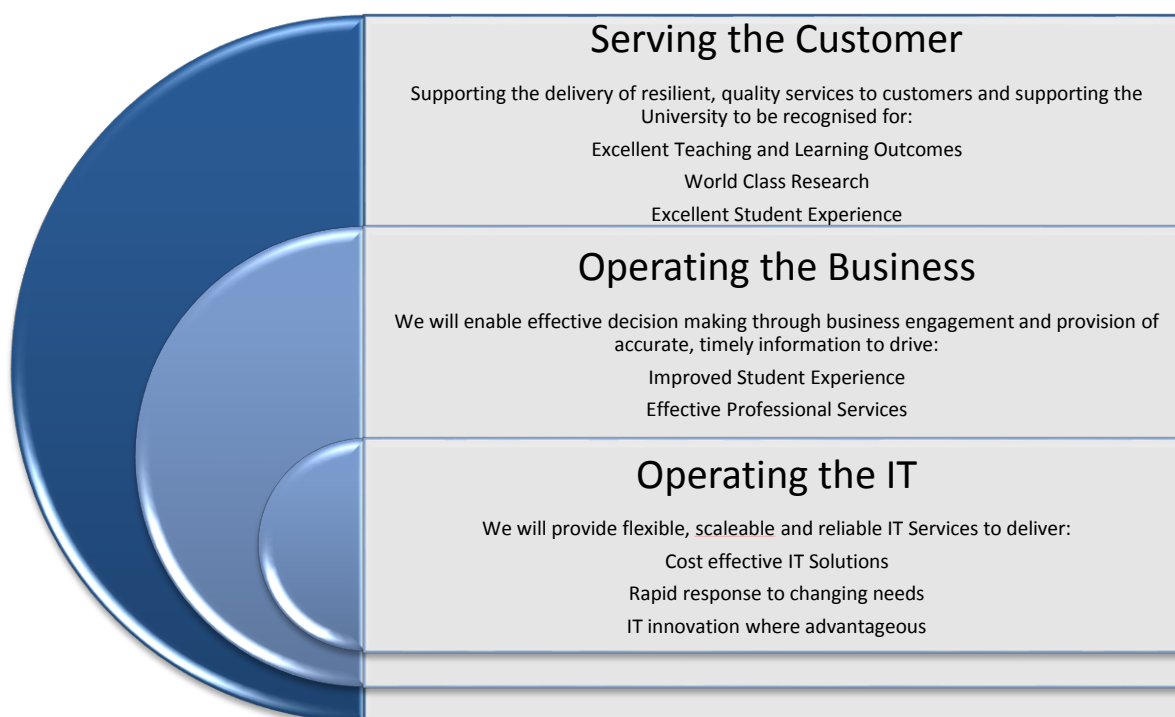 Serving the Customer
Supporting the delivery of resilient, quality services to customers and supporting the
University to be recognised for:
Excellent Teaching and Learning Outcomes
World Class Research
Excellent Student Experience
Operating the Business
We will enable effective decision making through business engagement and provision of
accurate, timely information to drive:
Improved Student Experience
Effective Professional Services
Operating the IT
We will provide flexible, scaleable and reliable IT Services to deliver:
Cost effective IT Solutions
Rapid response to changing needs
IT innovation where advantageous